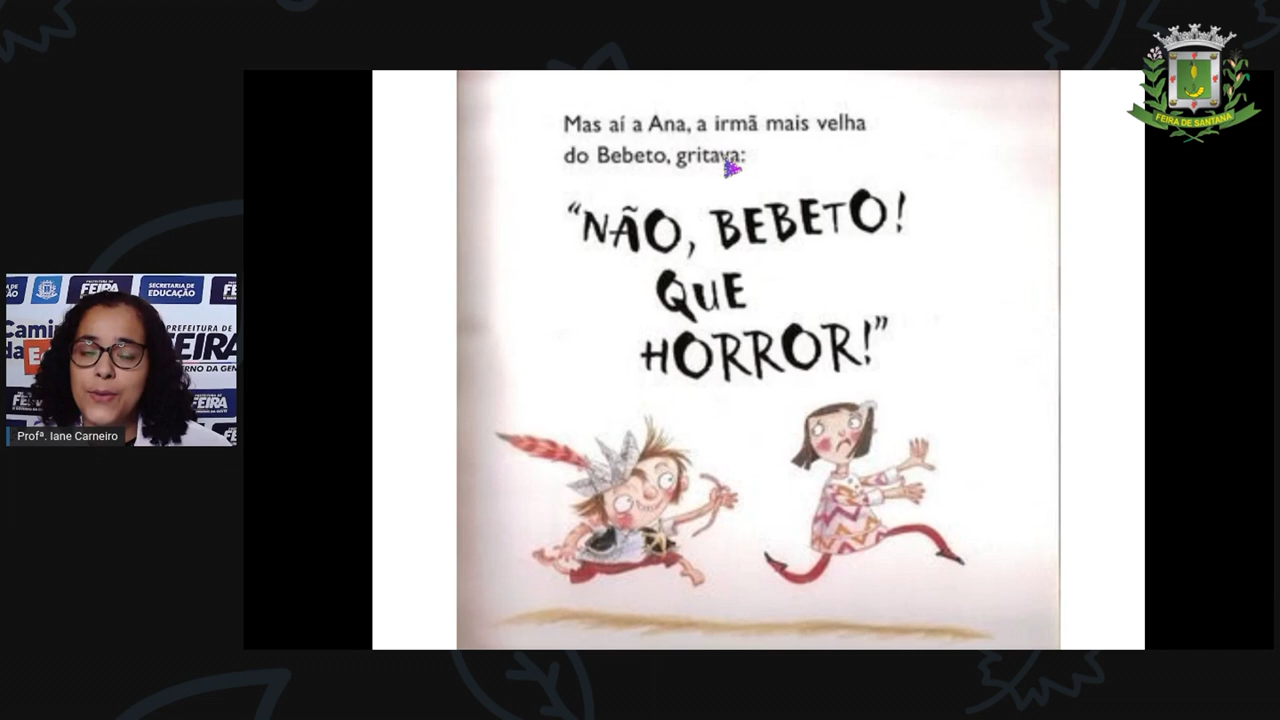 Mas aí a Ana, a irmã mais velha
do Bebeto, gritava:
“NÃO, BEBETO!
QUE
HORROR!”
FEIRA DE SANTANA
FEIRA
SECRETARIA DE
EDUCAÇÃO
PREFEITURA DE
FEIRA
Profª. Iane Carneiro